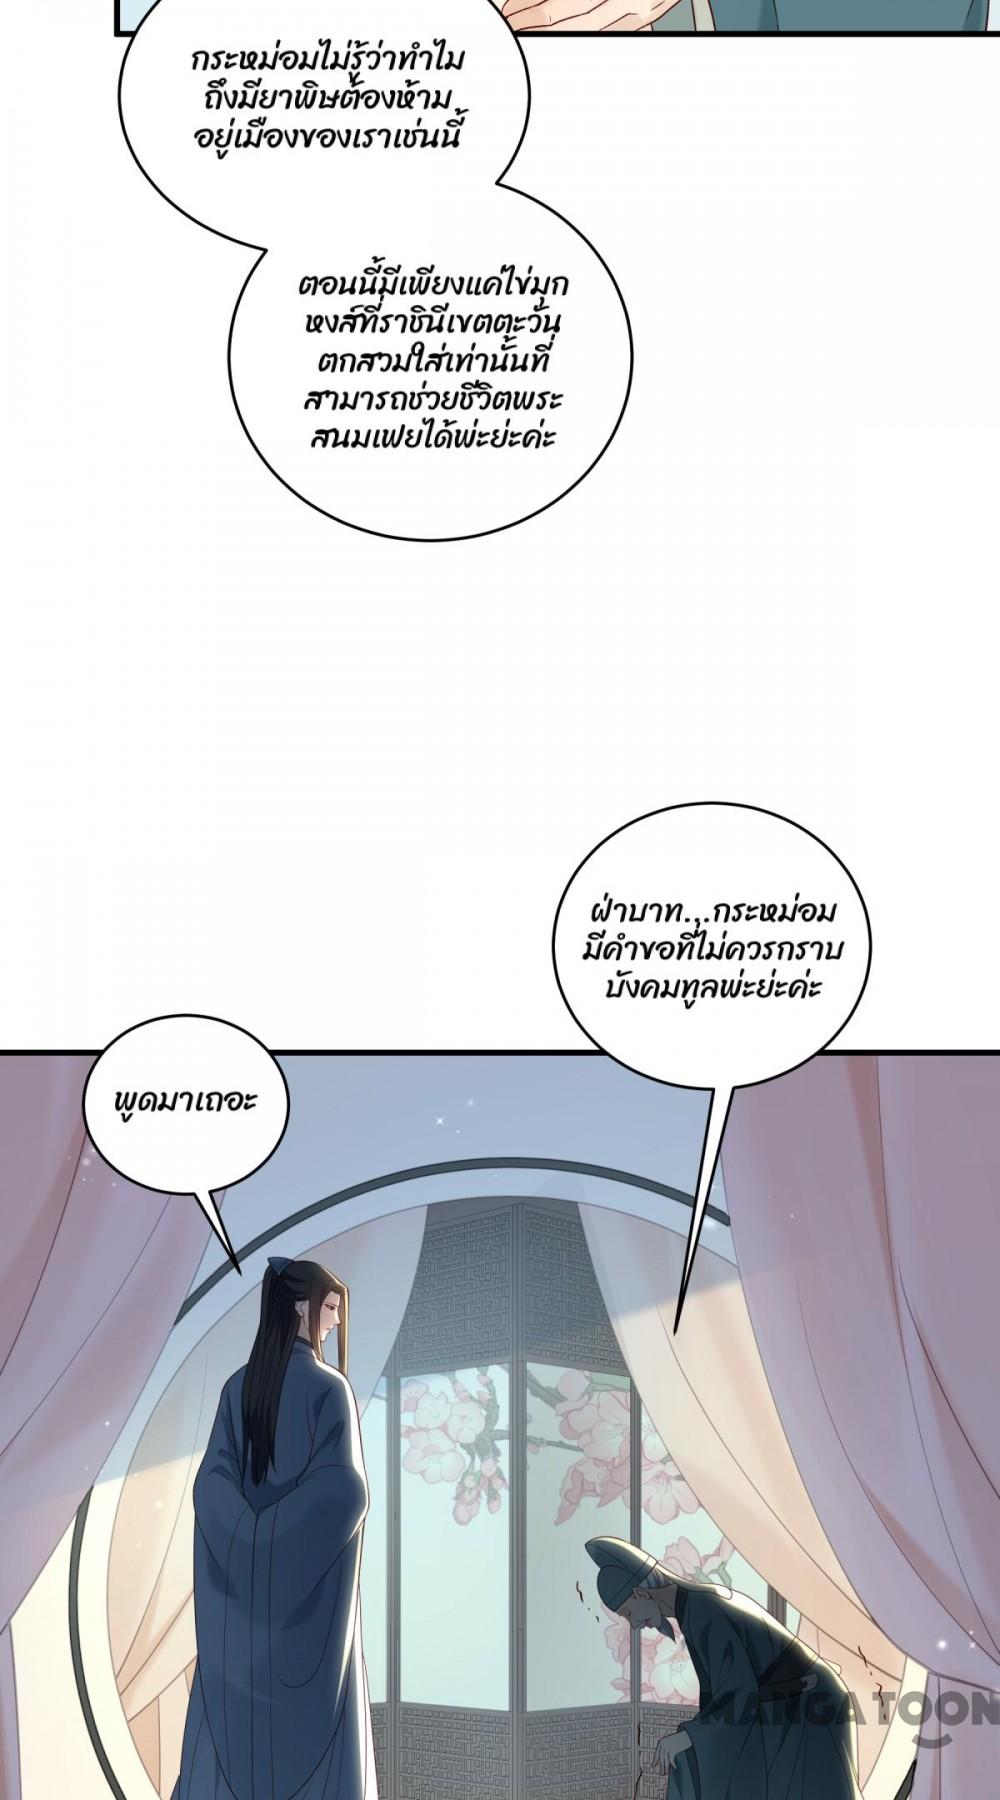 กระหม่อมไม่รู้ว่าทำไม
ถึงมียาพิษต้องห้าม
อยู่เมืองของเราเช่นนี้
ตอนนี้มีเพียงแค่ไข่มุก
หงส์ที่ราชินีเขตตะวัน
ตกสวมใส่เท่านั้นที่
สามารถช่วยชีวิตพระ
สนมเฟยได้พ่ะย่ะค่ะ
ฝ่าบาท...กระหม่อม
มีคำขอที่ไม่ควรกราบ
บังคมทูลพ่ะย่ะค่ะ
พูดมาเถอะ
MANGATOON